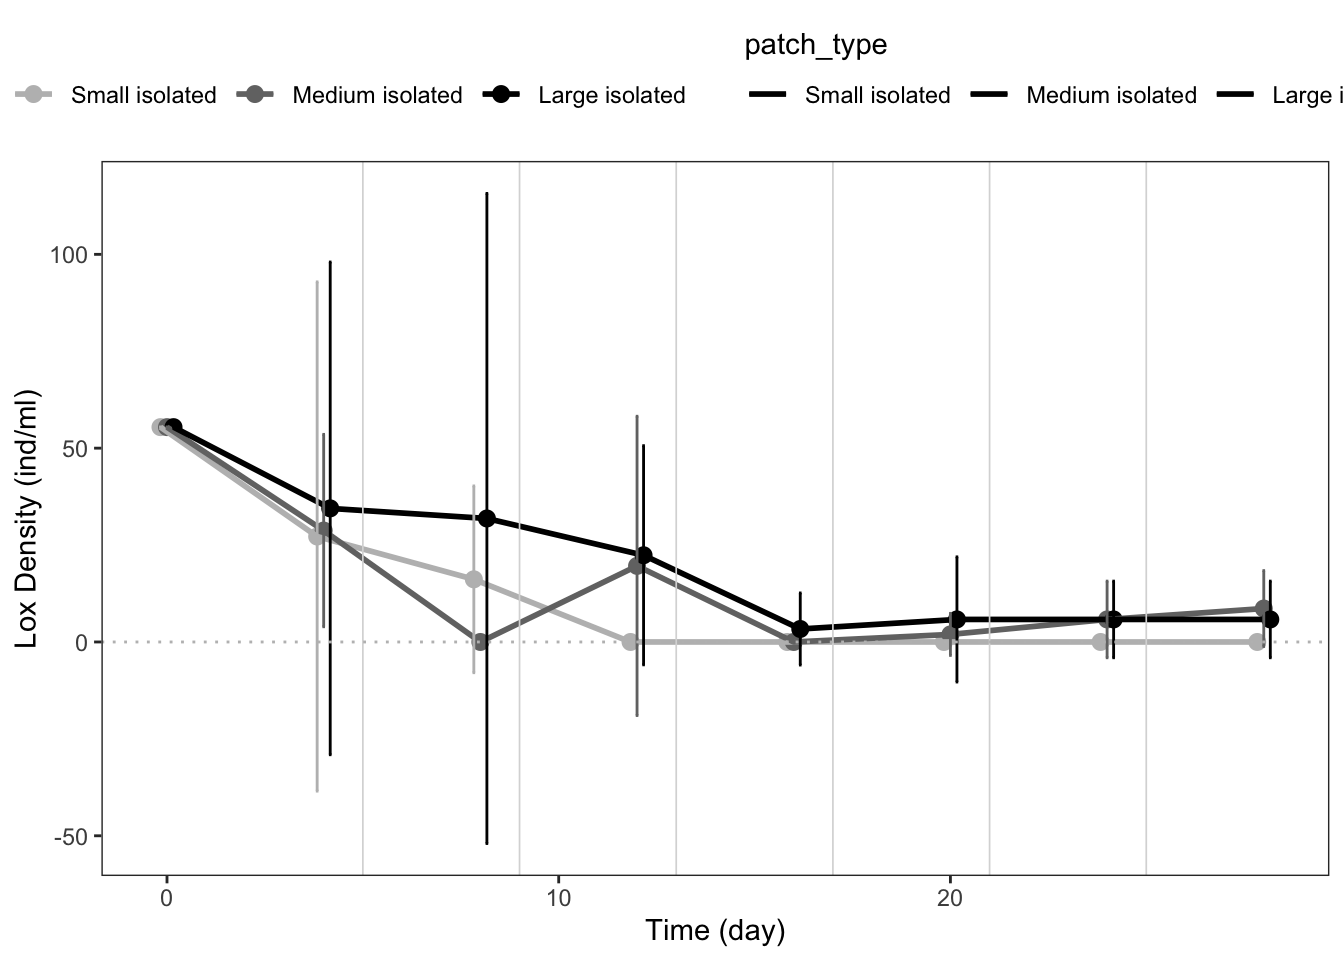 patch_type
Small isolated Medium isolated Large isolated Small isolated Medium isolated Large i
100
50
0
-50
Lox Density (ind/ml)
0 10 20
Time (day)